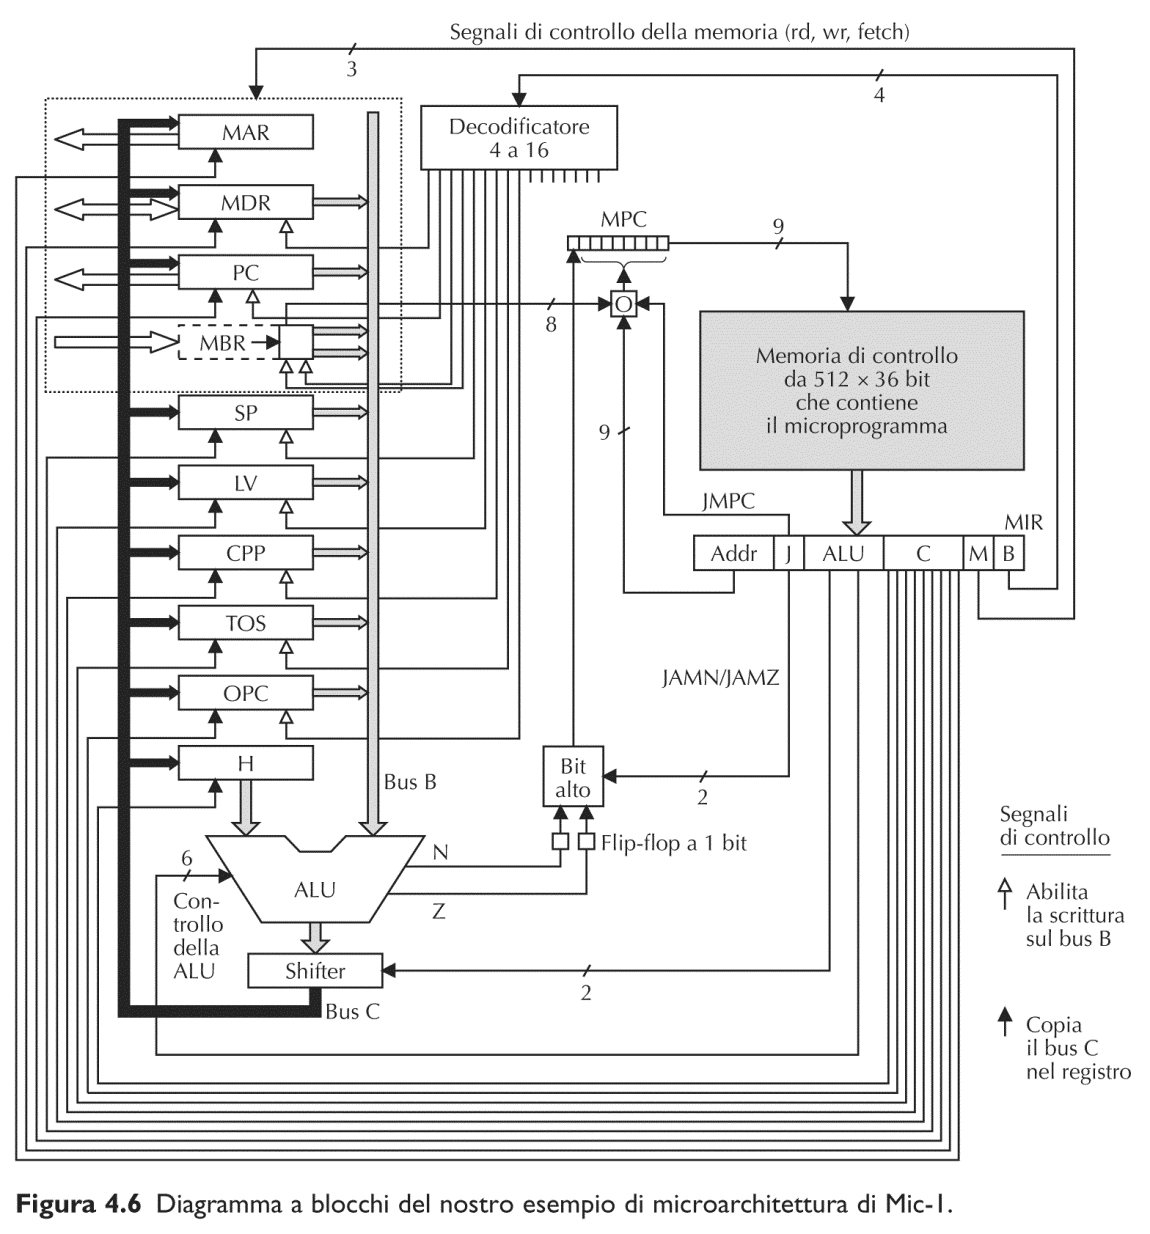 Segnali di controllo della memoria (rd, wr, fetch)
3
4
MAR
Decodificatore
4 a 16
MDR
MPC
9
PC
O
8
MBR
Memoria di controllo
da 512 × 36 bit
che contiene
il microprogramma
SP
9
LV
JMPC
MIR
Addr
J
ALU
C
M
B
CPP
TOS
JAMN/JAMZ
OPC
H
Bit
alto
2
Bus B
Segnali
di controllo
Flip-flop a 1 bit
N
6
ALU
Z
Con-
trollo
della
ALU
Abilita
la scrittura
sul bus B
Shifter
2
Bus C
Copia
il bus C
nel registro
Figura 4.6 Diagramma a blocchi del nostro esempio di microarchitettura di Mic-1.